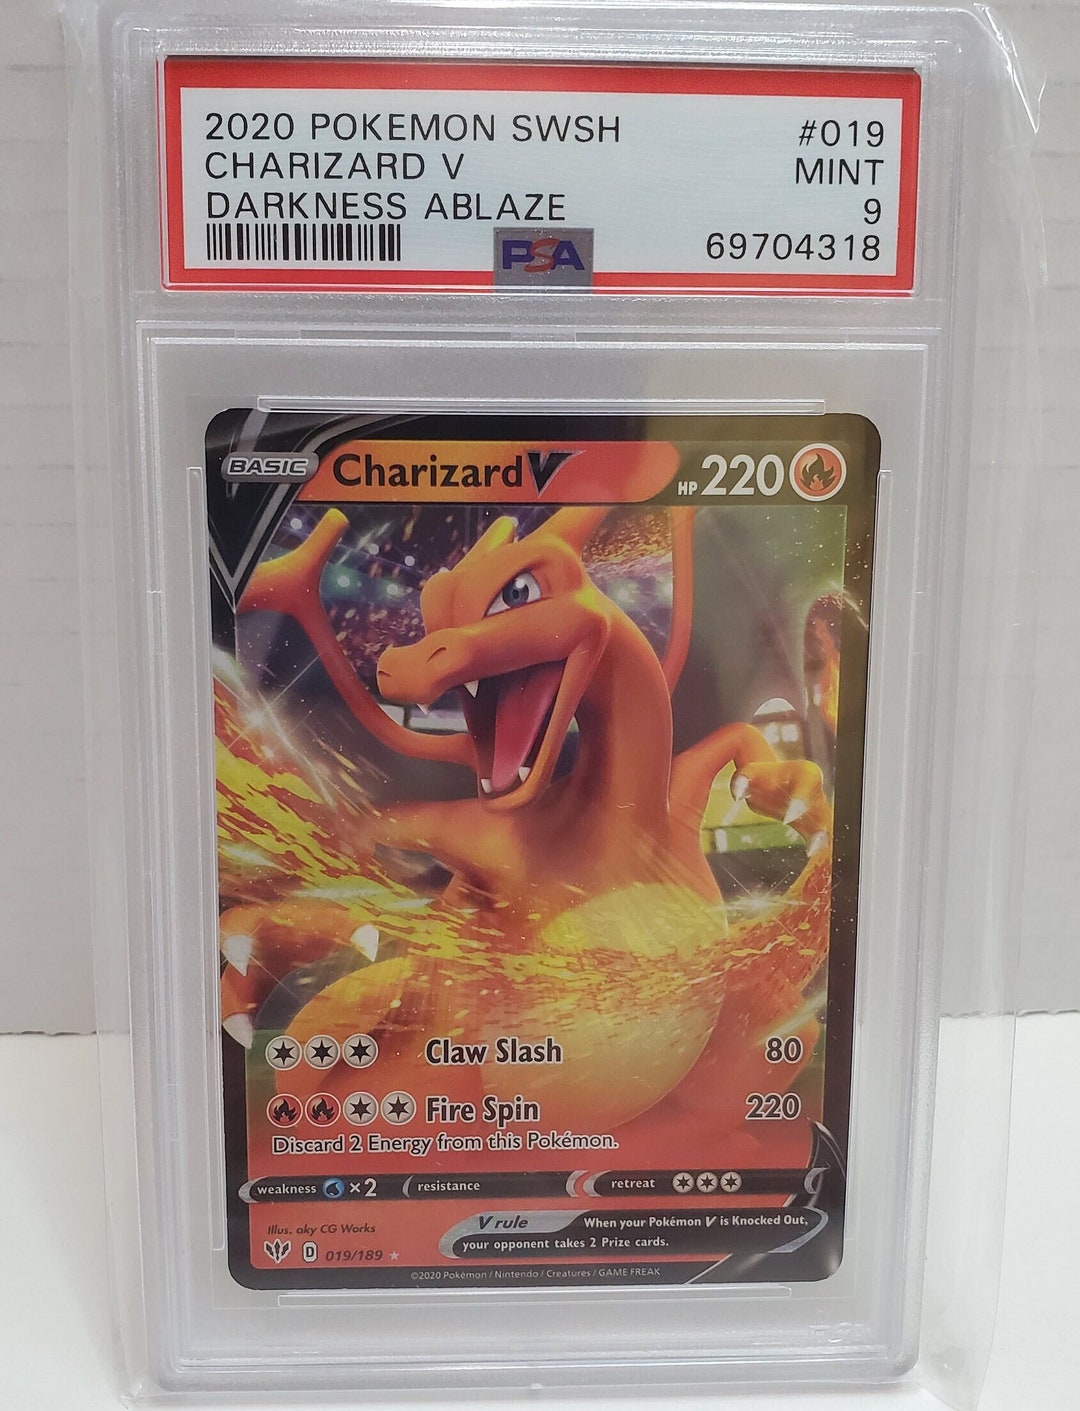 2020 POKEMON SWSH #019
CHARIZARD V MINT
DARKNESS ABLAZE 9
PSA 69704318
BASIC Charizard V HP 220
Claw Slash 80
Fire Spin 220
Discard 2 Energy from this Pokémon.
weakness ×2 resistance retreat
Illus. aky CG Works
V rule When your Pokémon V is Knocked Out,
your opponent takes 2 Prize cards.
D 019/189
©2020 Pokémon / Nintendo / Creatures / GAME FREAK